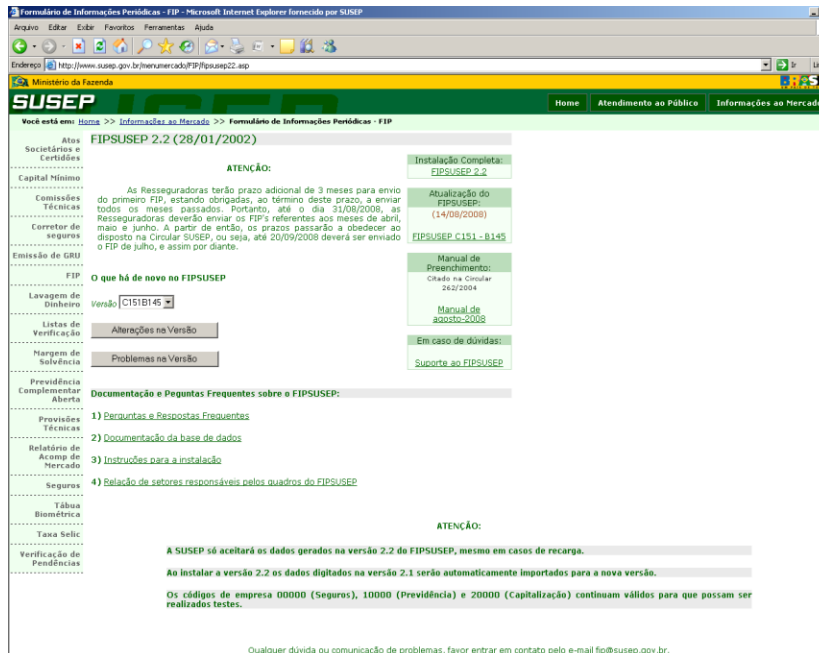 Formulário de Informações Periódicas - FIP - Microsoft Internet Explorer fornecido por SUSEP
Arquivo Editar Exibir Favoritos Ferramentas Ajuda
Endereço http://www.susep.gov.br/menumercado/FIP/fipsusep22.asp
Ir
Ministério da Fazenda
SUSEP
Home Atendimento ao Público Informações ao Mercado
Você está em: Home >> Informações ao Mercado >> Formulário de Informações Periódicas - FIP
Atos
Societários e
Certidões
Capital Mínimo
Comissões
Técnicas
Corretor de
seguros
Emissão de GRU
FIP
Lavagem de
Dinheiro
Listas de
Verificação
Margem de
Solvência
Previdência
Complementar
Aberta
Provisões
Técnicas
Relatório de
Acomp de
Mercado
Seguros
Tábua
Biométrica
Taxa Selic
Verificação de
Pendências
FIPSUSEP 2.2 (28/01/2002)
ATENÇÃO:
As Resseguradoras terão prazo adicional de 3 meses para envio
do primeiro FIP, estando obrigadas, ao término deste prazo, a enviar
todos os meses passados. Portanto, até o dia 31/08/2008, as
Resseguradoras deverão enviar os FIP's referentes aos meses de abril,
maio e junho. A partir de então, os prazos passarão a obedecer ao
disposto na Circular SUSEP, ou seja, até 20/09/2008 deverá ser enviado
o FIP de julho, e assim por diante.
O que há de novo no FIPSUSEP
Versão C151B145
Alterações na Versão
Problemas na Versão
Instalação Completa:
FIPSUSEP 2.2
Atualização do
FIPSUSEP:
(14/08/2008)
FIPSUSEP C151 - B145
Manual de
Preenchimento:
Citado na Circular
262/2004
Manual de
agosto-2008
Em caso de dúvidas:
Suporte ao FIPSUSEP
Documentação e Peguntas Frequentes sobre o FIPSUSEP:
1) Perguntas e Respostas Frequentes
2) Documentação da base de dados
3) Instruções para a instalação
4) Relação de setores responsáveis pelos quadros do FIPSUSEP
ATENÇÃO:
A SUSEP só aceitará os dados gerados na versão 2.2 do FIPSUSEP, mesmo em casos de recarga.
Ao instalar a versão 2.2 os dados digitados na versão 2.1 serão automaticamente importados para a nova versão.
Os códigos de empresa 00000 (Seguros), 10000 (Previdência) e 20000 (Capitalização) continuam válidos para que possam ser
realizados testes.
Qualquer dúvida ou comunicação de problemas, favor entrar em contato pelo e-mail fip@susep.gov.br.